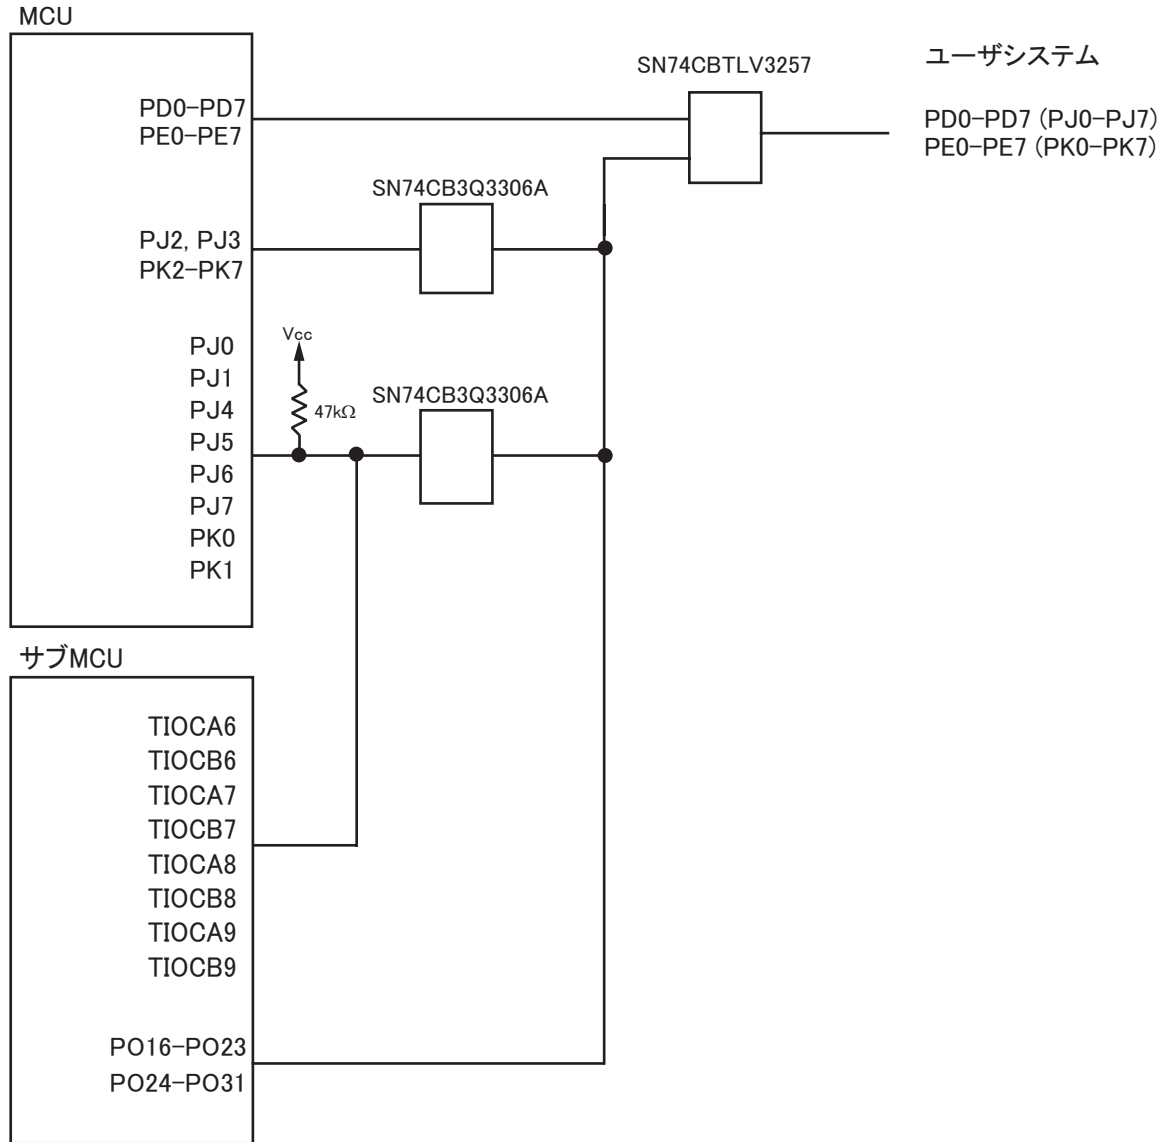 MCU
SN74CBTLV3257
ユーザシステム
PD0-PD7
PE0-PE7
PD0-PD7 (PJ0-PJ7)
PE0-PE7 (PK0-PK7)
SN74CB3Q3306A
PJ2, PJ3
PK2-PK7
Vcc
47kΩ
SN74CB3Q3306A
PJ0
PJ1
PJ4
PJ5
PJ6
PJ7
PK0
PK1
サブMCU
TIOCA6
TIOCB6
TIOCA7
TIOCB7
TIOCA8
TIOCB8
TIOCA9
TIOCB9
PO16-PO23
PO24-PO31